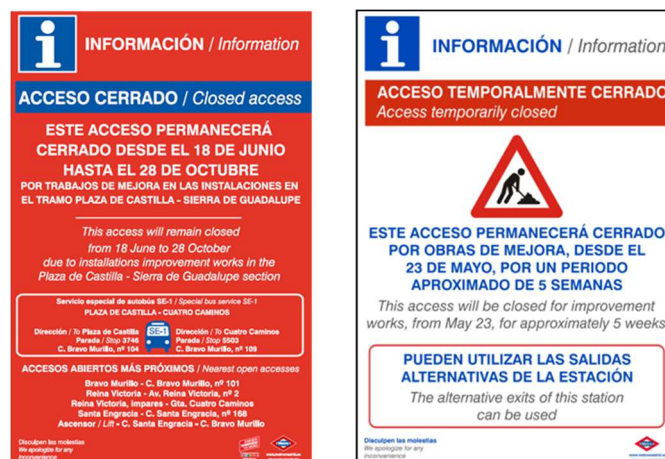 INFORMACIÓN / Information
ACCESO CERRADO / Closed access
ESTE ACCESO PERMANECERÁ
CERRADO DESDE EL 18 DE JUNIO
HASTA EL 28 DE OCTUBRE
POR TRABAJOS DE MEJORA EN LAS INSTALACIONES EN
EL TRAMO PLAZA DE CASTILLA - SIERRA DE GUADALUPE
This access will remain closed
from 18 June to 28 October
due to installations improvement works in the
Plaza de Castilla - Sierra de Guadalupe section
Servicio especial de autobús SE-1 / Special bus service SE-1
PLAZA DE CASTILLA - CUATRO CAMINOS
Dirección / To Plaza de Castilla
Parada / Stop 3746
C. Bravo Murillo, nº 104
SE-1
Dirección / To Cuatro Caminos
Parada / Stop 5503
C. Bravo Murillo, nº 109
ACCESOS ABIERTOS MÁS PRÓXIMOS / Nearest open accesses
Bravo Murillo - C. Bravo Murillo, nº 101
Reina Victoria - Av. Reina Victoria, nº 2
Reina Victoria, impares - Gta. Cuatro Caminos
Santa Engracia - C. Santa Engracia, nº 168
Ascensor / Lift - C. Santa Engracia - C. Bravo Murillo
Disculpen las molestias
We apologize for any
inconvenience
INFORMACIÓN / Information
ACCESO TEMPORALMENTE CERRADO
Access temporarily closed
ESTE ACCESO PERMANECERÁ CERRADO
POR OBRAS DE MEJORA, DESDE EL
23 DE MAYO, POR UN PERIODO
APROXIMADO DE 5 SEMANAS
This access will be closed for improvement
works, from May 23, for approximately 5 weeks
PUEDEN UTILIZAR LAS SALIDAS
ALTERNATIVAS DE LA ESTACIÓN
The alternative exits of this station
can be used
Disculpen las molestias
We apologize for any
inconvenience